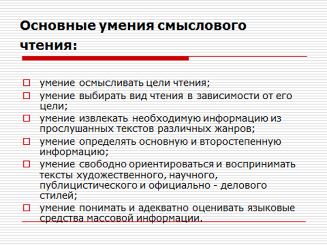 Основные умения смыслового
чтения:
умение осмысливать цели чтения;
умение выбирать вид чтения в зависимости от его
цели;
умение извлекать необходимую информацию из
прослушанных текстов различных жанров;
умение определять основную и второстепенную
информацию;
умение свободно ориентироваться и воспринимать
тексты художественного, научного,
публицистического и официально - делового
стилей;
умение понимать и адекватно оценивать языковые
средства массовой информации.